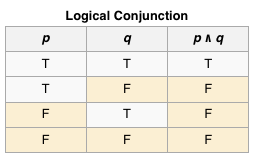 Logical Conjunction
p q p ∧ q
T T T
T F F
F T F
F F F